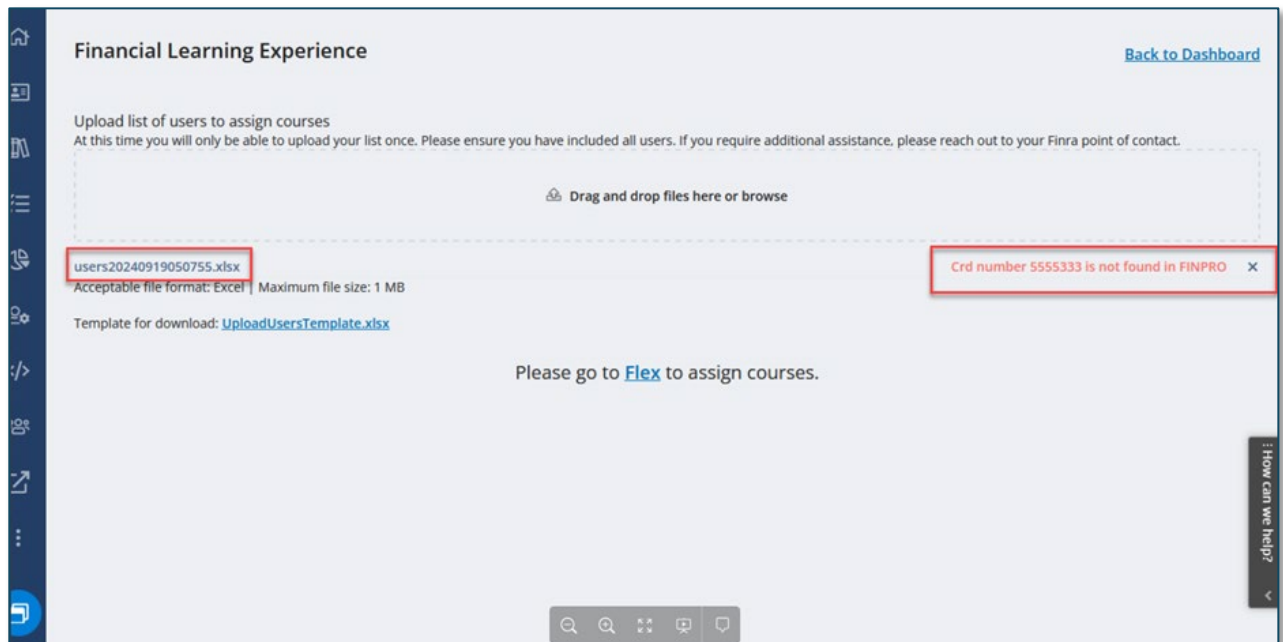 Financial Learning Experience
Back to Dashboard
Upload list of users to assign courses
At this time you will only be able to upload your list once. Please ensure you have included all users. If you require additional assistance, please reach out to your Finra point of contact.
Drag and drop files here or browse
users20240919050755.xlsx
Crd number 5555333 is not found in FINPRO
Acceptable file format: Excel | Maximum file size: 1 MB
Template for download: UploadUsersTemplate.xlsx
Please go to Flex to assign courses.
How can we help?